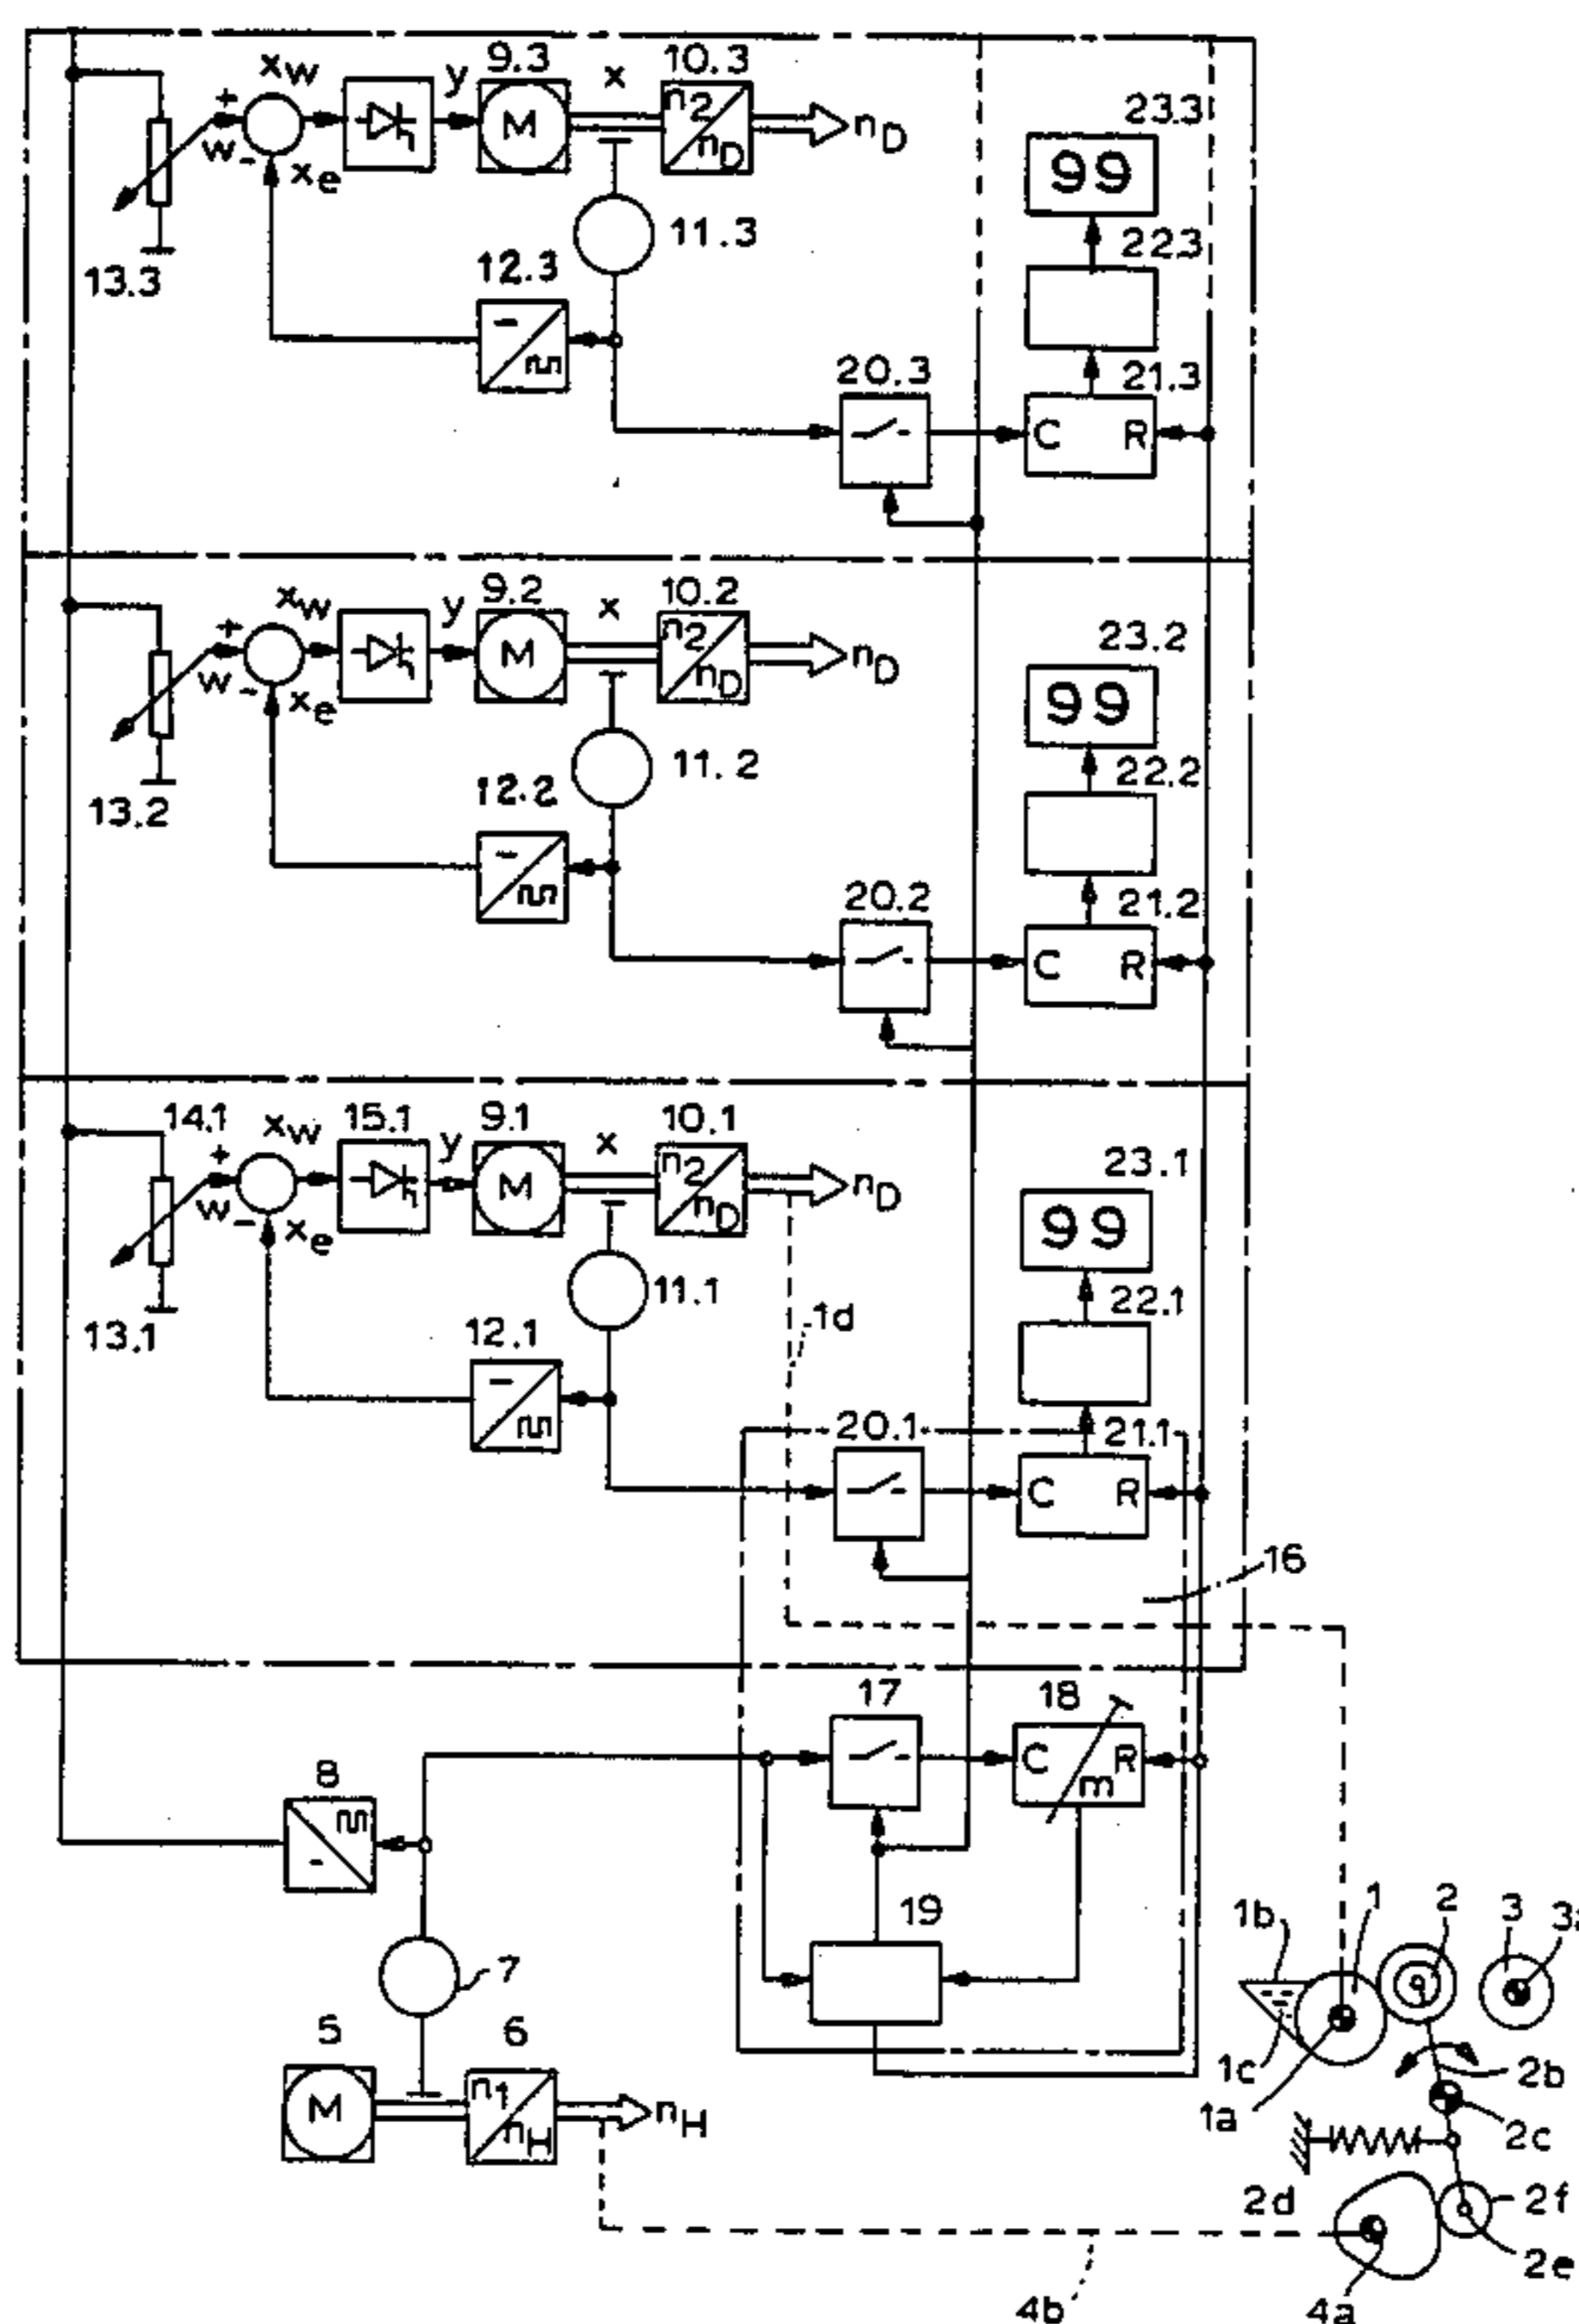 9.3
10.3
xw
y
x
+
M
n2
nD
nD
w
-
xe
23.3
99
11.3
22.3
12.3
13.3
-
20.3
21.3
C R
9.2
10.2
xw
y
x
+
M
n2
nD
nD
w
-
xe
23.2
99
11.2
22.2
12.2
13.2
-
20.2
21.2
C R
14.1
xw
15.1
y
9.1
x
10.1
+
M
n2
nD
nD
w
-
xe
23.1
99
11.1
22.1
1d
12.1
13.1
-
20.1
21.1
C R
16
17
18
C m R
8
-
19
7
1b
1
2
3
5
6
1c
1a
2b
2c
M
n1
nH
nH
2d
2f
2e
4b
4a